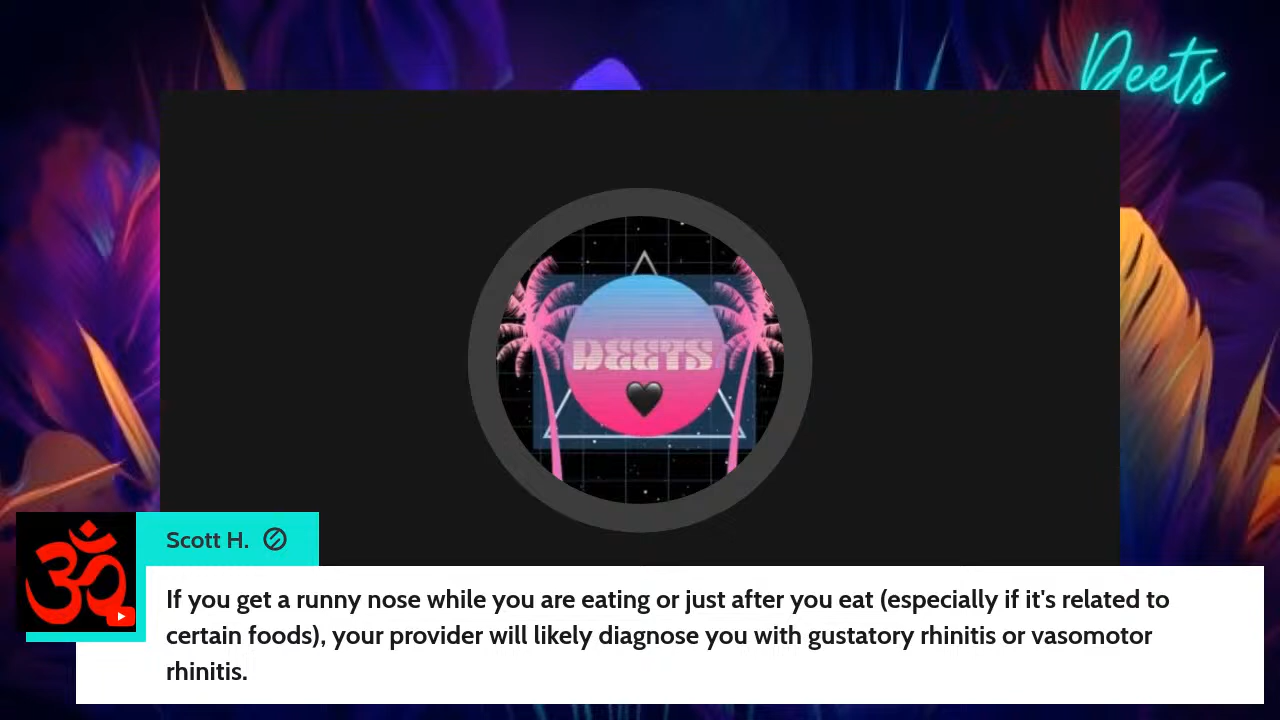 Deets
DEETS
Scott H.
If you get a runny nose while you are eating or just after you eat (especially if it's related to
certain foods), your provider will likely diagnose you with gustatory rhinitis or vasomotor
rhinitis.